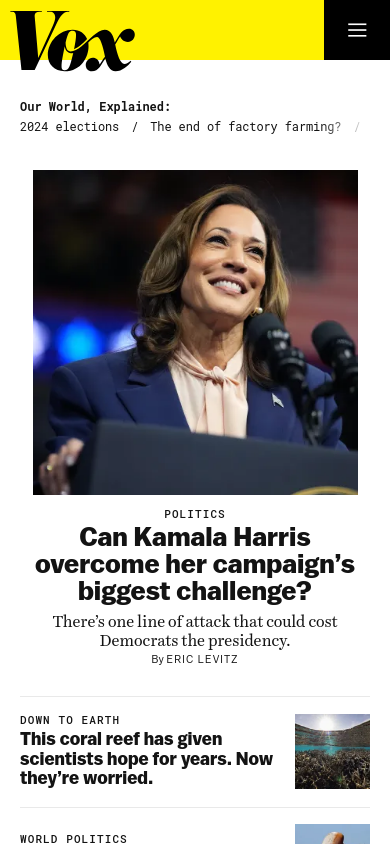 Vox
Our World, Explained:
2024 elections / The end of factory farming? /
POLITICS
Can Kamala Harris
overcome her campaign's
biggest challenge?
There's one line of attack that could cost
Democrats the presidency.
By ERIC LEVITZ
DOWN TO EARTH
This coral reef has given
scientists hope for years. Now
they're worried.
WORLD POLITICS